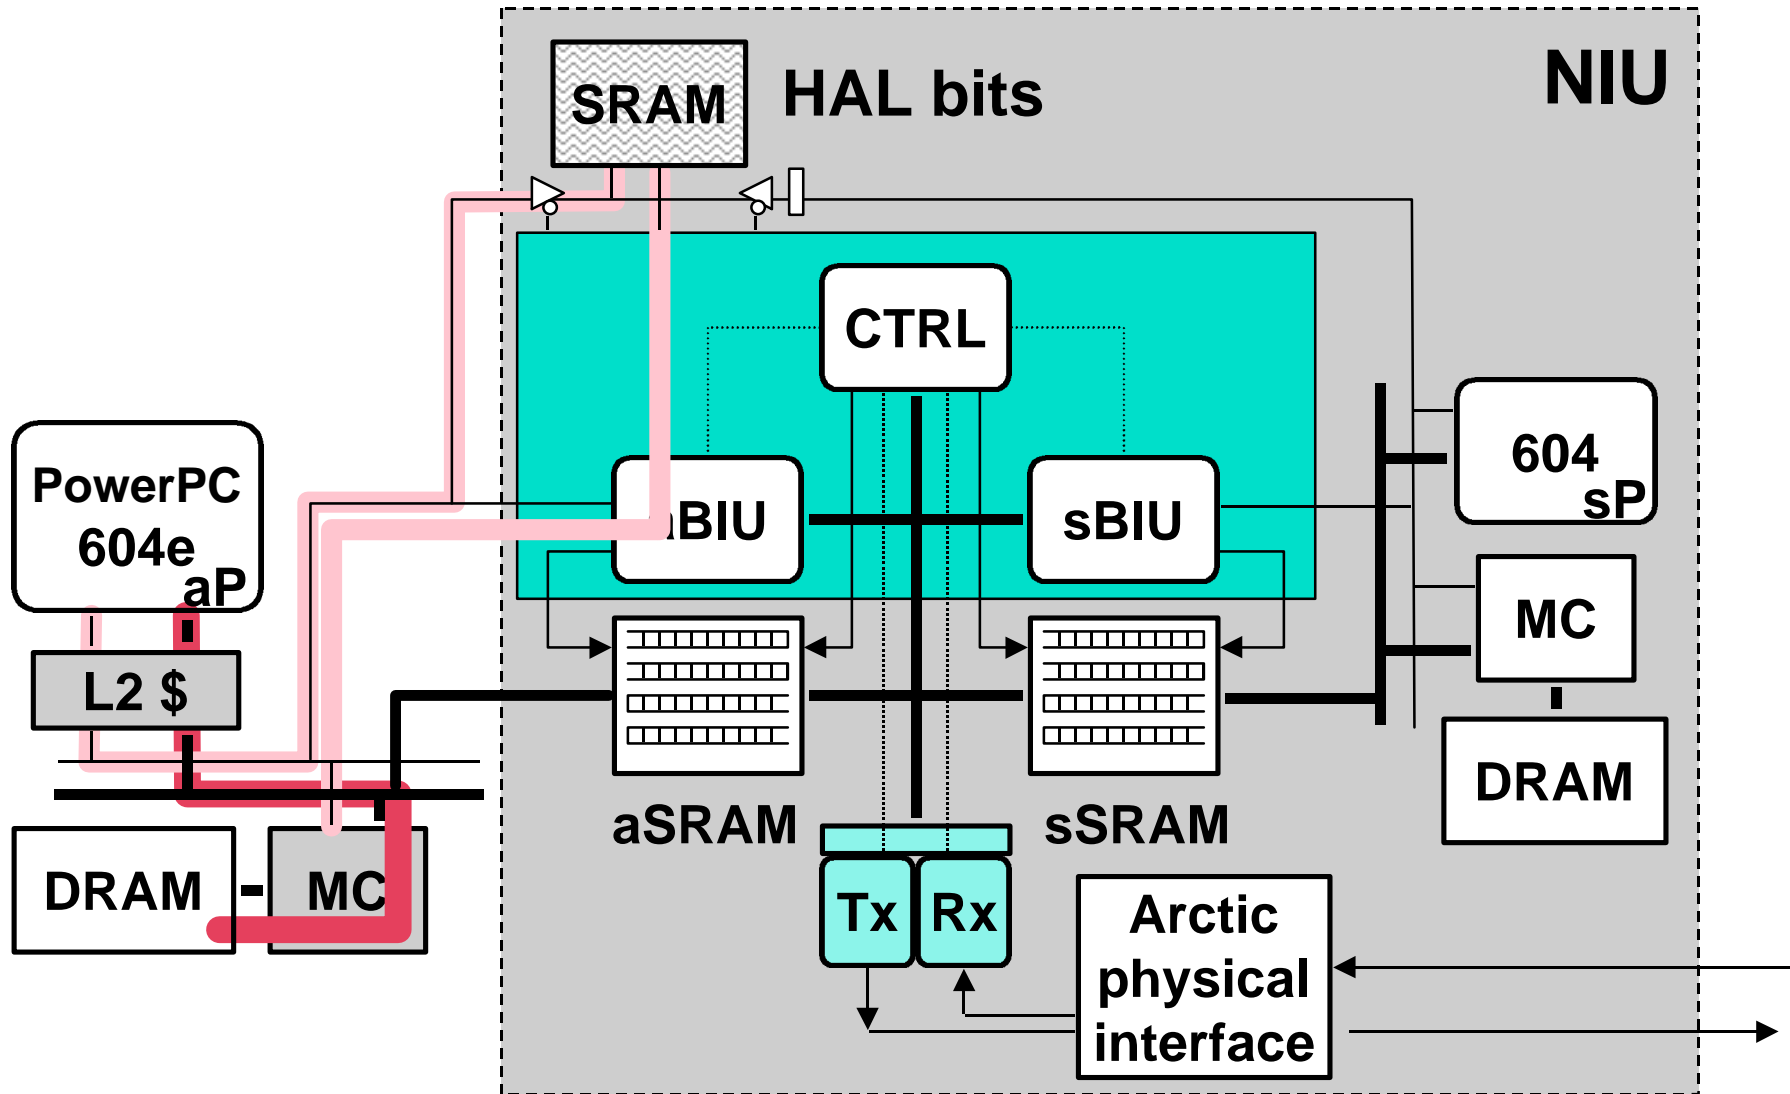 NIU
SRAM
HAL bits
CTRL
PowerPC
604e
aP
aBIU
sBIU
604
sP
MC
L2 $
DRAM
aSRAM
sSRAM
DRAM
MC
Tx
Rx
Arctic
physical
interface